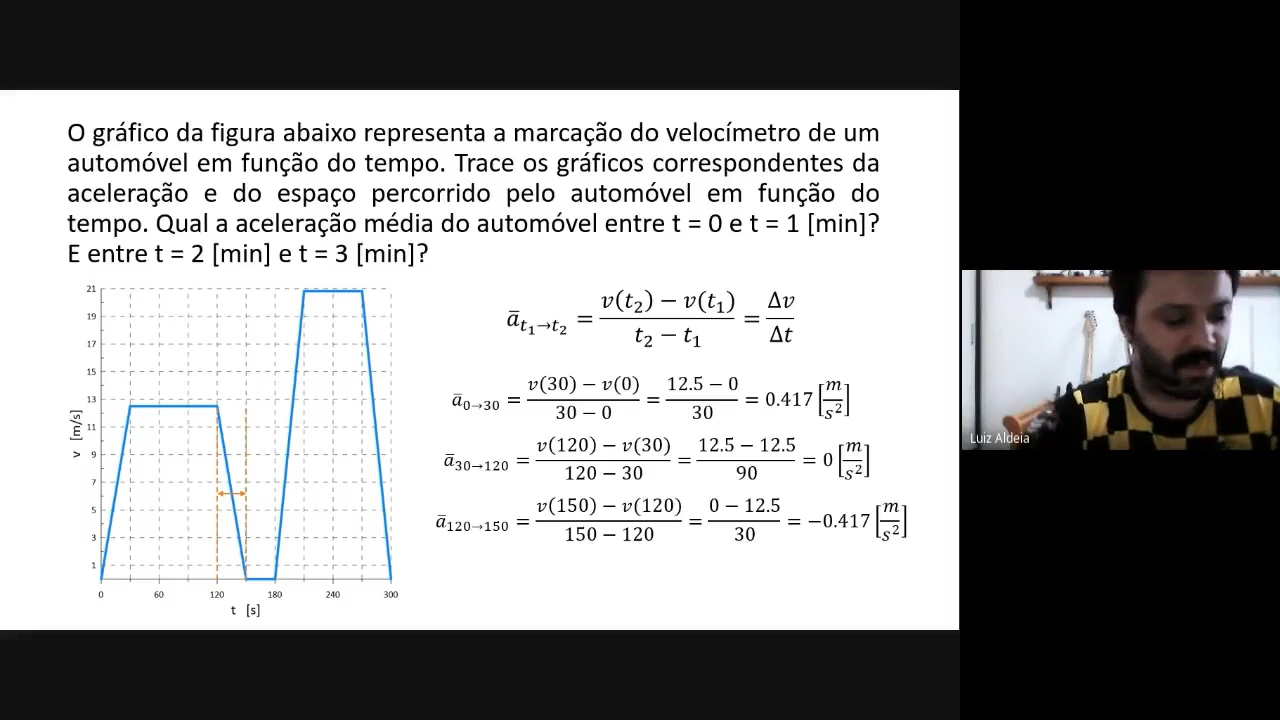 O gráfico da figura abaixo representa a marcação do velocímetro de um
automóvel em função do tempo. Trace os gráficos correspondentes da
aceleração e do espaço percorrido pelo automóvel em função do
tempo. Qual a aceleração média do automóvel entre t = 0 e t = 1 [min]?
E entre t = 2 [min] e t = 3 [min]?
21
19
17
15
13
11
9
7
5
3
1
v [m/s]
0 60 120 180 240 300
t [s]
ā_{t₁→t₂} = (v(t₂) − v(t₁)) / (t₂ − t₁) = Δv / Δt
ā_{0→30} = (v(30) − v(0)) / (30 − 0) = (12.5 − 0) / 30 = 0.417 [m/s²]
ā_{30→120} = (v(120) − v(30)) / (120 − 30) = (12.5 − 12.5) / 90 = 0 [m/s²]
ā_{120→150} = (v(150) − v(120)) / (150 − 120) = (0 − 12.5) / 30 = −0.417 [m/s²]
Luiz Aldeia